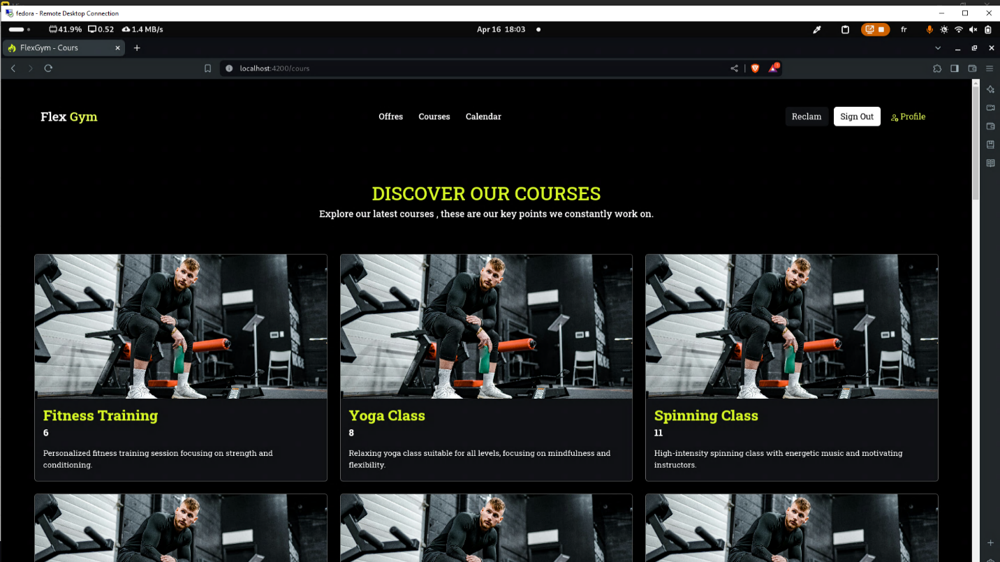 fedora - Remote Desktop Connection
41.9% 0.52 1.4 MB/s
Apr 16 18:03
fr
FlexGym - Cours
localhost:4200/cours
Flex Gym
Offres Courses Calendar
Reclam Sign Out Profile
DISCOVER OUR COURSES
Explore our latest courses , these are our key points we constantly work on.
Fitness Training
6
Personalized fitness training session focusing on strength and
conditioning.
Yoga Class
8
Relaxing yoga class suitable for all levels, focusing on mindfulness and
flexibility.
Spinning Class
11
High-intensity spinning class with energetic music and motivating
instructors.